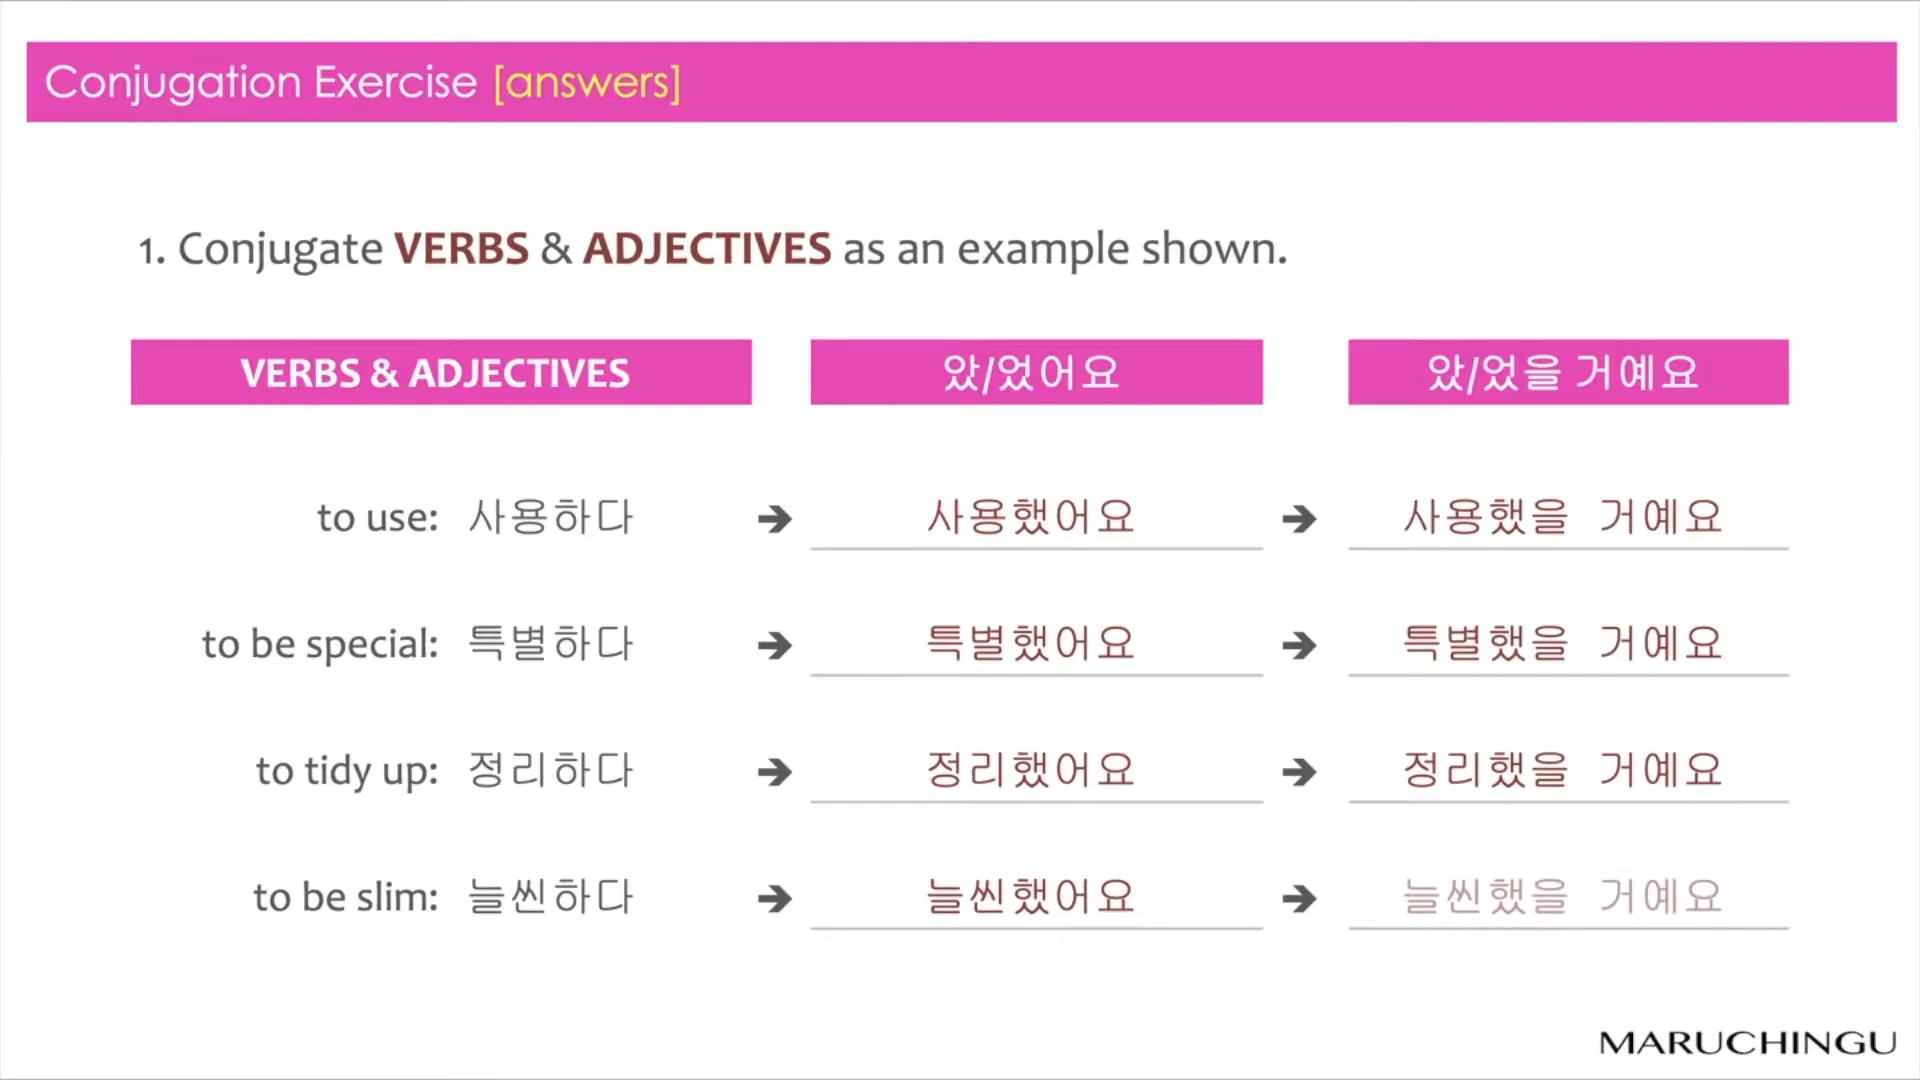 Conjugation Exercise [answers]
1. Conjugate VERBS & ADJECTIVES as an example shown.
VERBS & ADJECTIVES 았/었어요 았/었을 거예요
to use: 사용하다 → 사용했어요 → 사용했을 거예요
to be special: 특별하다 → 특별했어요 → 특별했을 거예요
to tidy up: 정리하다 → 정리했어요 → 정리했을 거예요
to be slim: 늘씬하다 → 늘씬했어요 → 늘씬했을 거예요
MARUCHINGU